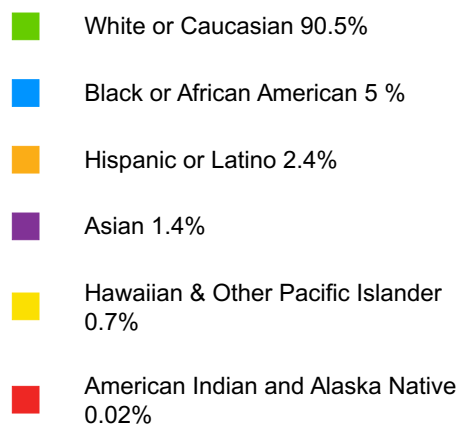 White or Caucasian 90.5%
Black or African American 5 %
Hispanic or Latino 2.4%
Asian 1.4%
Hawaiian & Other Pacific Islander
0.7%
American Indian and Alaska Native
0.02%